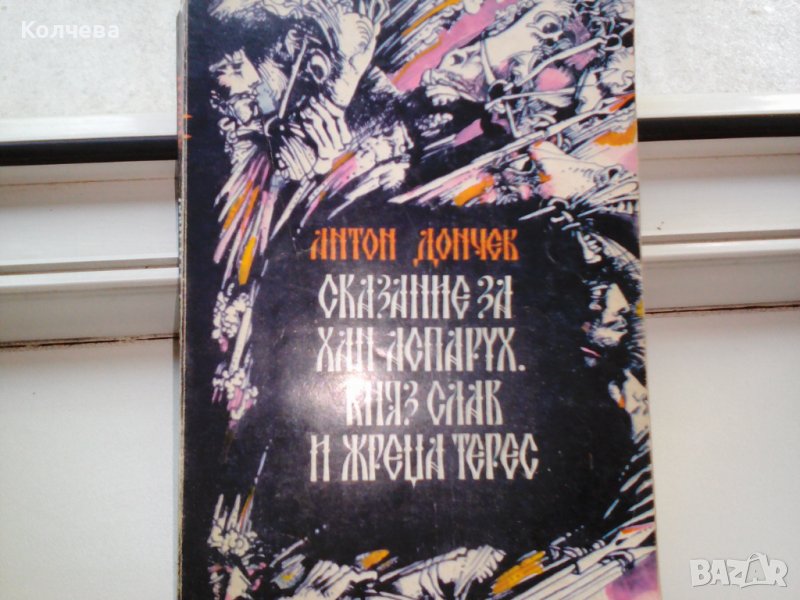 Колчева
АНТОН ДОНЧЕВ
СКАЗАНИЕ ЗА
ХАН АСПАРУХ.
КНЯЗ СЛАВ
И ЖРЕЦА ТЕРЕС
BAZAR